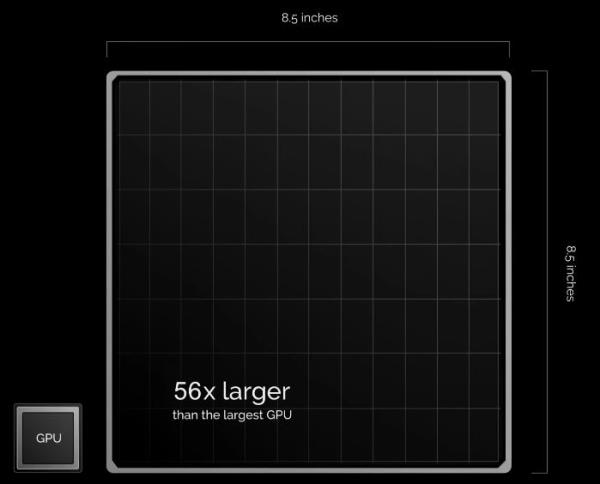 8.5 inches
8.5 inches
56x larger
than the largest GPU
GPU